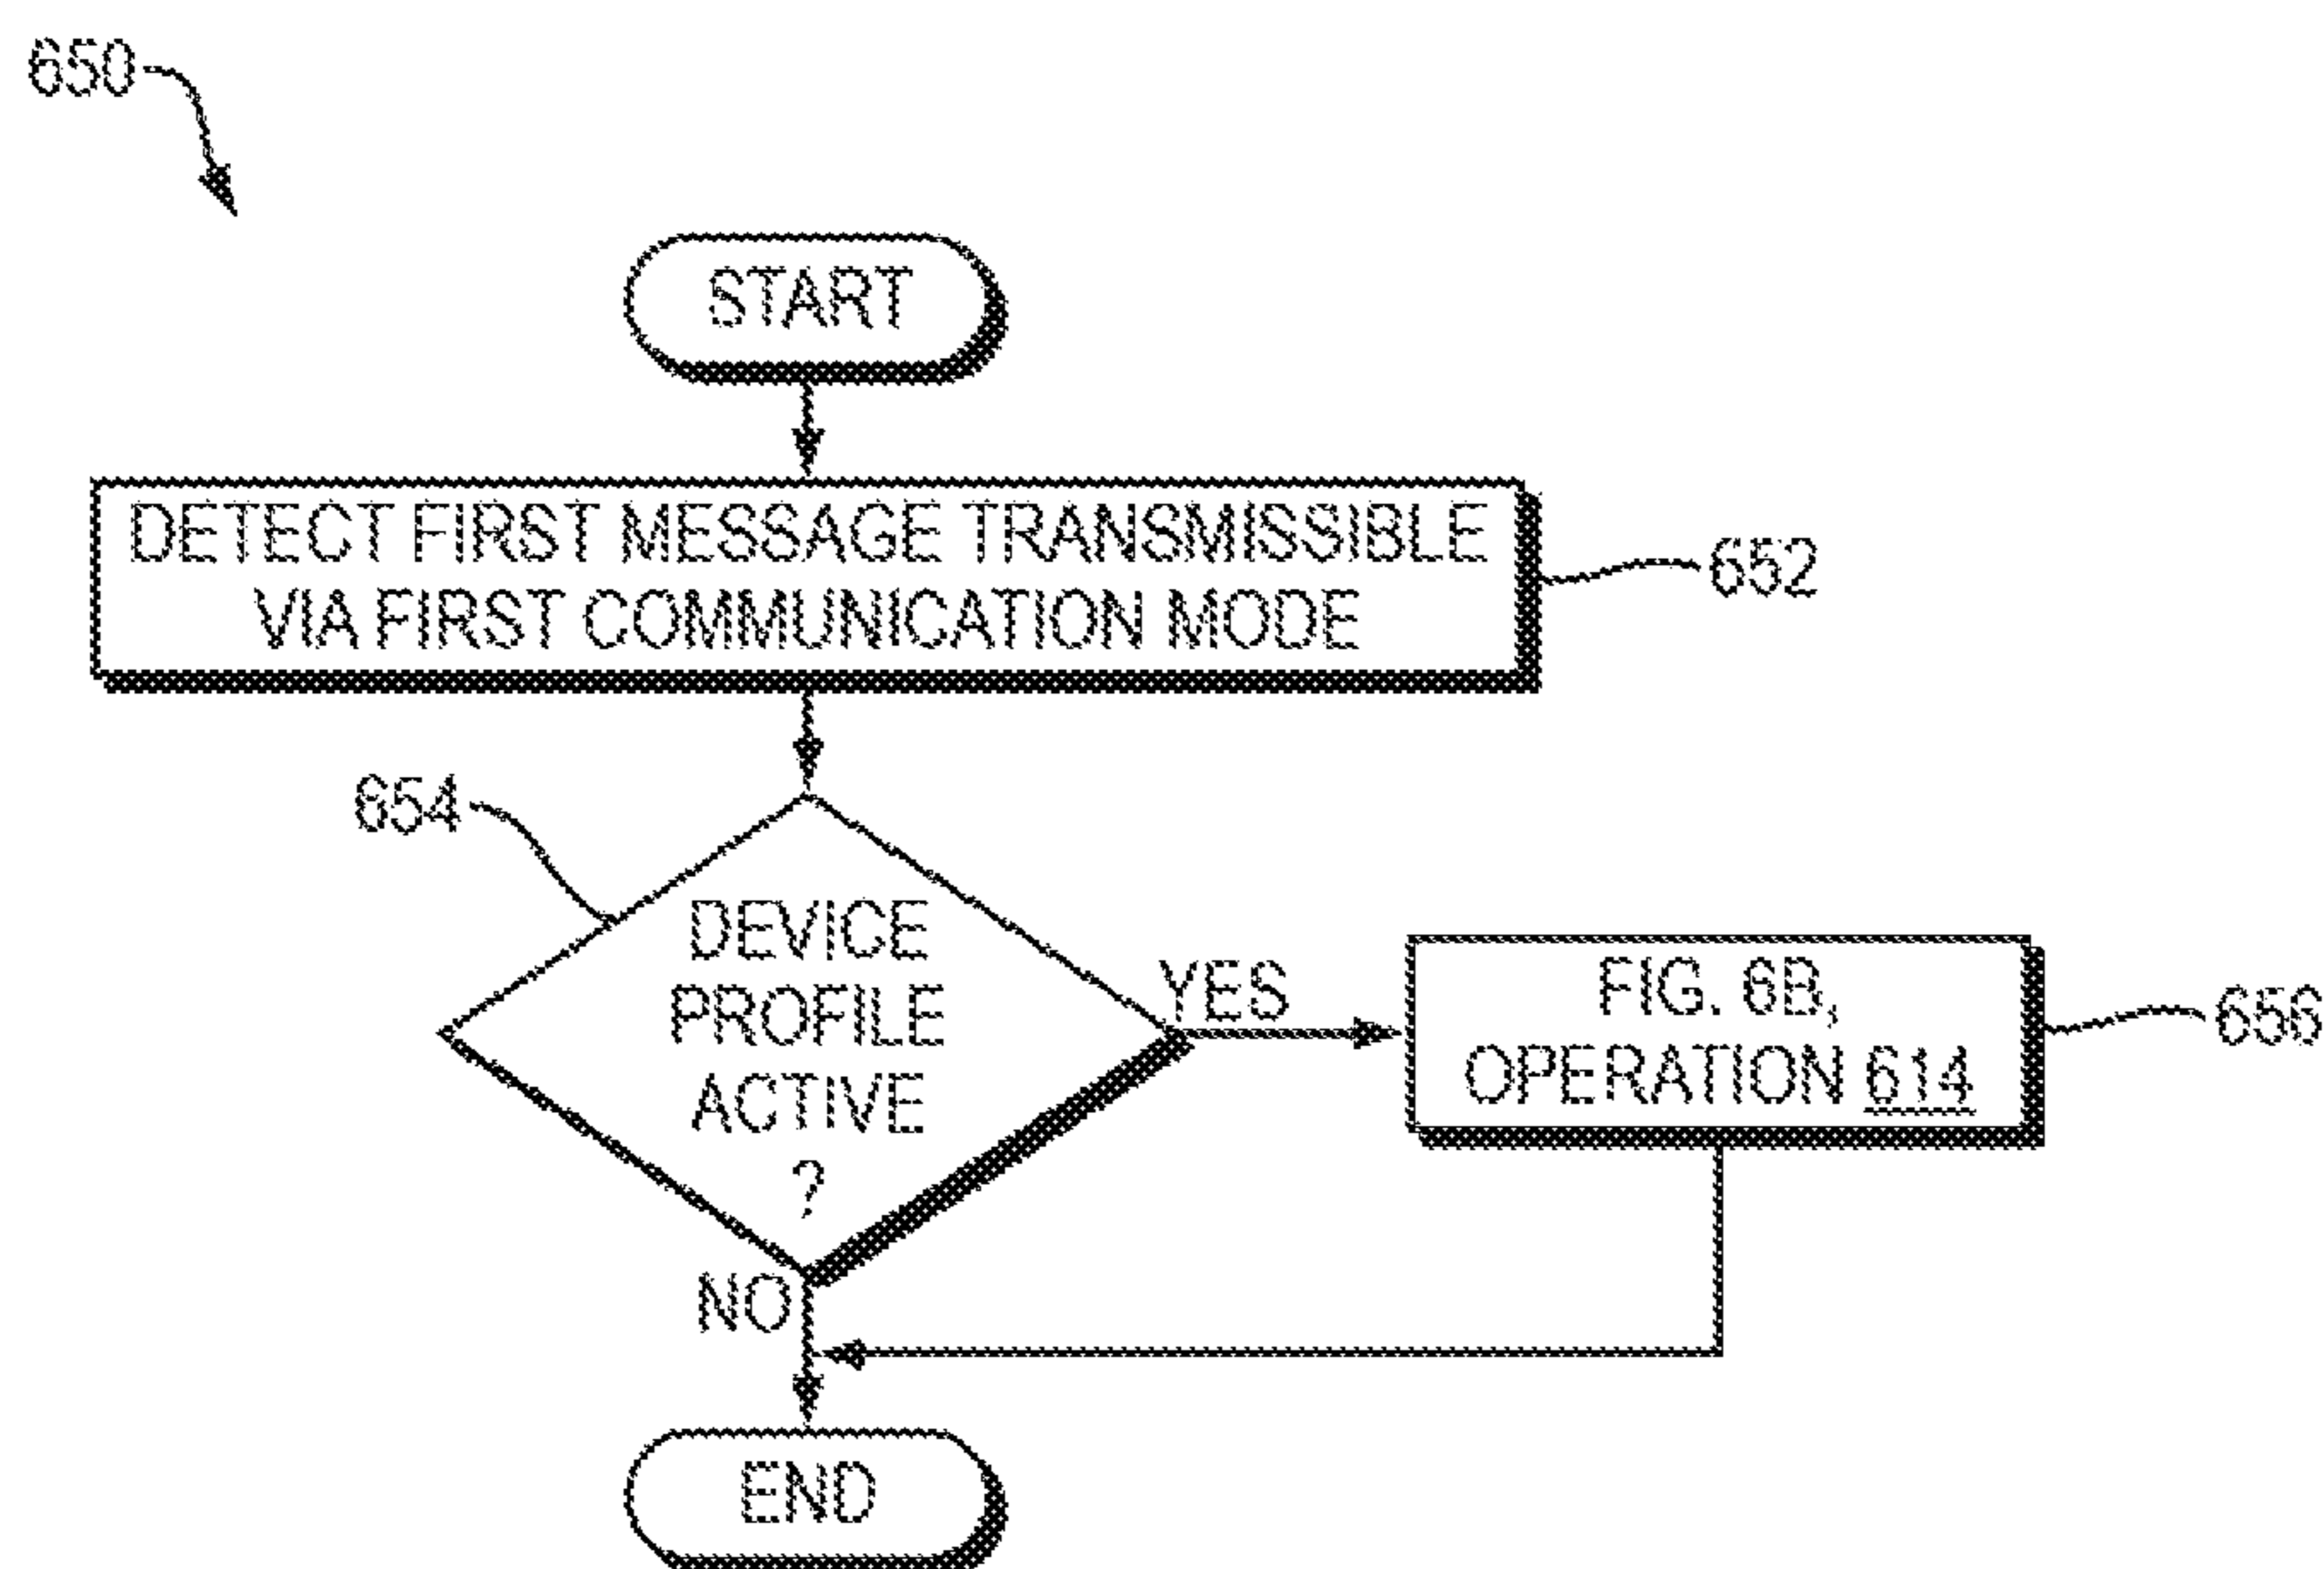 650
START
DETECT FIRST MESSAGE TRANSMISSIBLE
VIA FIRST COMMUNICATION MODE
652
654
DEVICE
PROFILE
ACTIVE
?
YES
FIG. 6B,
OPERATION 614
656
NO
END